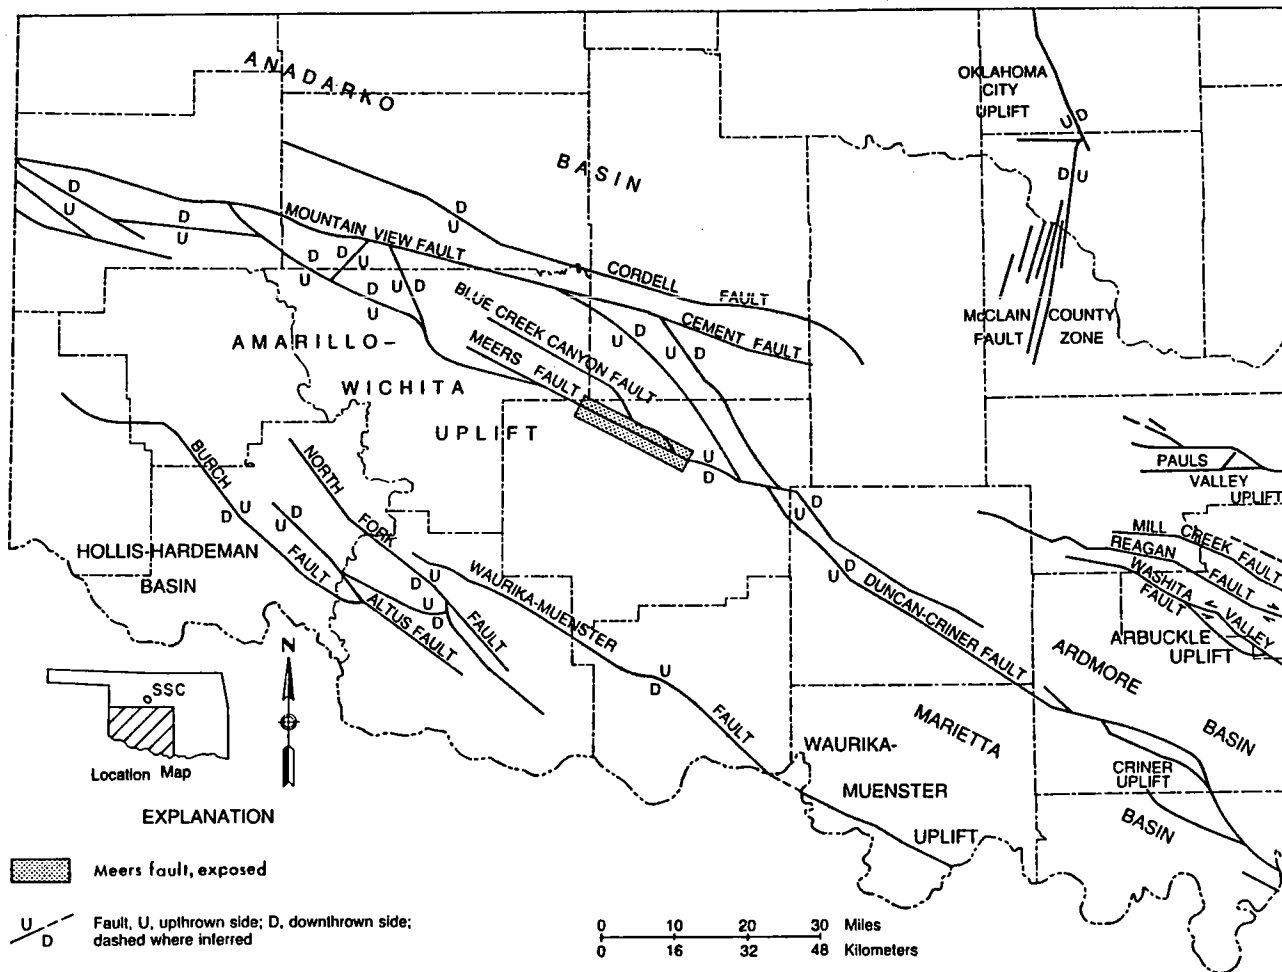 ANADARKO
BASIN
OKLAHOMA
CITY
UPLIFT
U D
D U
D
U
D
U
D
U
MOUNTAIN VIEW FAULT
D
U
D
U
U D
D
U
CORDELL FAULT
CEMENT FAULT
D
U
U D
BLUE CREEK CANYON FAULT
MEERS FAULT
McCLAIN COUNTY
FAULT ZONE
AMARILLO-
WICHITA
UPLIFT
U
D
PAULS
VALLEY
UPLIFT
BURCH FAULT
U
D
U D
NORTH FORK FAULT
HOLLIS-HARDEMAN
BASIN
ALTUS FAULT
D
U
U
D
WAURIKA-MUENSTER FAULT
U
D
D
U
D
U
DUNCAN-CRINER FAULT
MILL CREEK FAULT
REAGAN FAULT
WASHITA VALLEY
FAULT
ARBUCKLE
UPLIFT
ARDMORE
BASIN
MARIETTA
BASIN
WAURIKA-
MUENSTER
UPLIFT
CRINER
UPLIFT
N
SSC
Location Map
EXPLANATION
Meers fault, exposed
U
D
Fault, U, upthrown side; D, downthrown side;
dashed where inferred
0 10 20 30 Miles
0 16 32 48 Kilometers